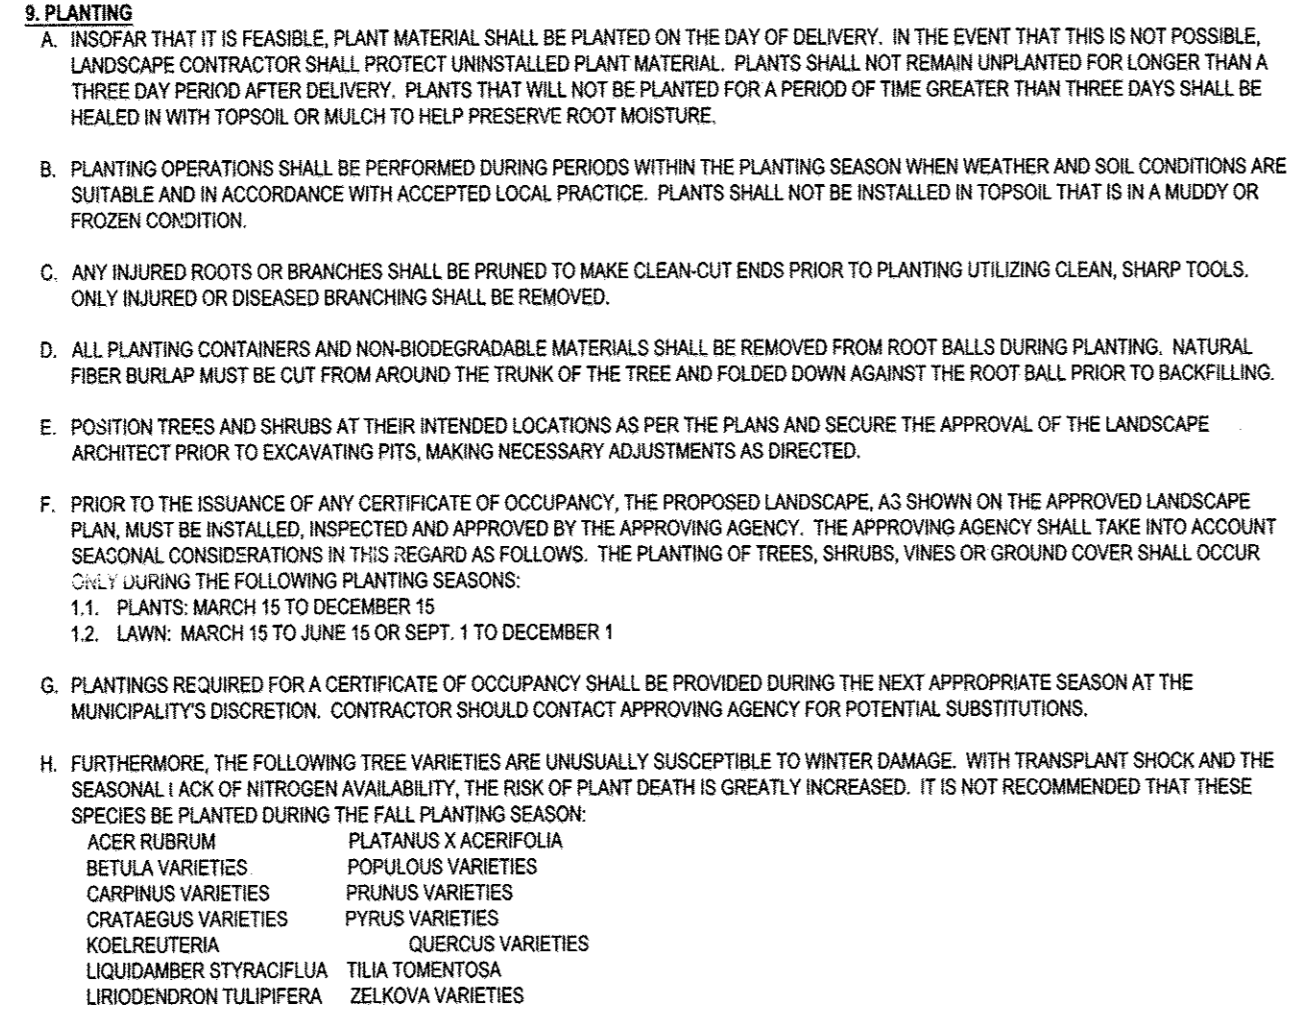 9. PLANTING
A. INSOFAR THAT IT IS FEASIBLE, PLANT MATERIAL SHALL BE PLANTED ON THE DAY OF DELIVERY. IN THE EVENT THAT THIS IS NOT POSSIBLE,
LANDSCAPE CONTRACTOR SHALL PROTECT UNINSTALLED PLANT MATERIAL. PLANTS SHALL NOT REMAIN UNPLANTED FOR LONGER THAN A
THREE DAY PERIOD AFTER DELIVERY. PLANTS THAT WILL NOT BE PLANTED FOR A PERIOD OF TIME GREATER THAN THREE DAYS SHALL BE
HEALED IN WITH TOPSOIL OR MULCH TO HELP PRESERVE ROOT MOISTURE.
B. PLANTING OPERATIONS SHALL BE PERFORMED DURING PERIODS WITHIN THE PLANTING SEASON WHEN WEATHER AND SOIL CONDITIONS ARE
SUITABLE AND IN ACCORDANCE WITH ACCEPTED LOCAL PRACTICE. PLANTS SHALL NOT BE INSTALLED IN TOPSOIL THAT IS IN A MUDDY OR
FROZEN CONDITION.
C. ANY INJURED ROOTS OR BRANCHES SHALL BE PRUNED TO MAKE CLEAN-CUT ENDS PRIOR TO PLANTING UTILIZING CLEAN, SHARP TOOLS.
ONLY INJURED OR DISEASED BRANCHING SHALL BE REMOVED.
D. ALL PLANTING CONTAINERS AND NON-BIODEGRADABLE MATERIALS SHALL BE REMOVED FROM ROOT BALLS DURING PLANTING. NATURAL
FIBER BURLAP MUST BE CUT FROM AROUND THE TRUNK OF THE TREE AND FOLDED DOWN AGAINST THE ROOT BALL PRIOR TO BACKFILLING.
E. POSITION TREES AND SHRUBS AT THEIR INTENDED LOCATIONS AS PER THE PLANS AND SECURE THE APPROVAL OF THE LANDSCAPE
ARCHITECT PRIOR TO EXCAVATING PITS, MAKING NECESSARY ADJUSTMENTS AS DIRECTED.
F. PRIOR TO THE ISSUANCE OF ANY CERTIFICATE OF OCCUPANCY, THE PROPOSED LANDSCAPE, AS SHOWN ON THE APPROVED LANDSCAPE
PLAN, MUST BE INSTALLED, INSPECTED AND APPROVED BY THE APPROVING AGENCY. THE APPROVING AGENCY SHALL TAKE INTO ACCOUNT
SEASONAL CONSIDERATIONS IN THIS REGARD AS FOLLOWS. THE PLANTING OF TREES, SHRUBS, VINES OR GROUND COVER SHALL OCCUR
ONLY DURING THE FOLLOWING PLANTING SEASONS:
1.1. PLANTS: MARCH 15 TO DECEMBER 15
1.2. LAWN: MARCH 15 TO JUNE 15 OR SEPT. 1 TO DECEMBER 1
G. PLANTINGS REQUIRED FOR A CERTIFICATE OF OCCUPANCY SHALL BE PROVIDED DURING THE NEXT APPROPRIATE SEASON AT THE
MUNICIPALITY'S DISCRETION. CONTRACTOR SHOULD CONTACT APPROVING AGENCY FOR POTENTIAL SUBSTITUTIONS.
H. FURTHERMORE, THE FOLLOWING TREE VARIETIES ARE UNUSUALLY SUSCEPTIBLE TO WINTER DAMAGE. WITH TRANSPLANT SHOCK AND THE
SEASONAL LACK OF NITROGEN AVAILABILITY, THE RISK OF PLANT DEATH IS GREATLY INCREASED. IT IS NOT RECOMMENDED THAT THESE
SPECIES BE PLANTED DURING THE FALL PLANTING SEASON:
ACER RUBRUM PLATANUS X ACERIFOLIA
BETULA VARIETIES POPULOUS VARIETIES
CARPINUS VARIETIES PRUNUS VARIETIES
CRATAEGUS VARIETIES PYRUS VARIETIES
KOELREUTERIA QUERCUS VARIETIES
LIQUIDAMBER STYRACIFLUA TILIA TOMENTOSA
LIRIODENDRON TULIPIFERA ZELKOVA VARIETIES